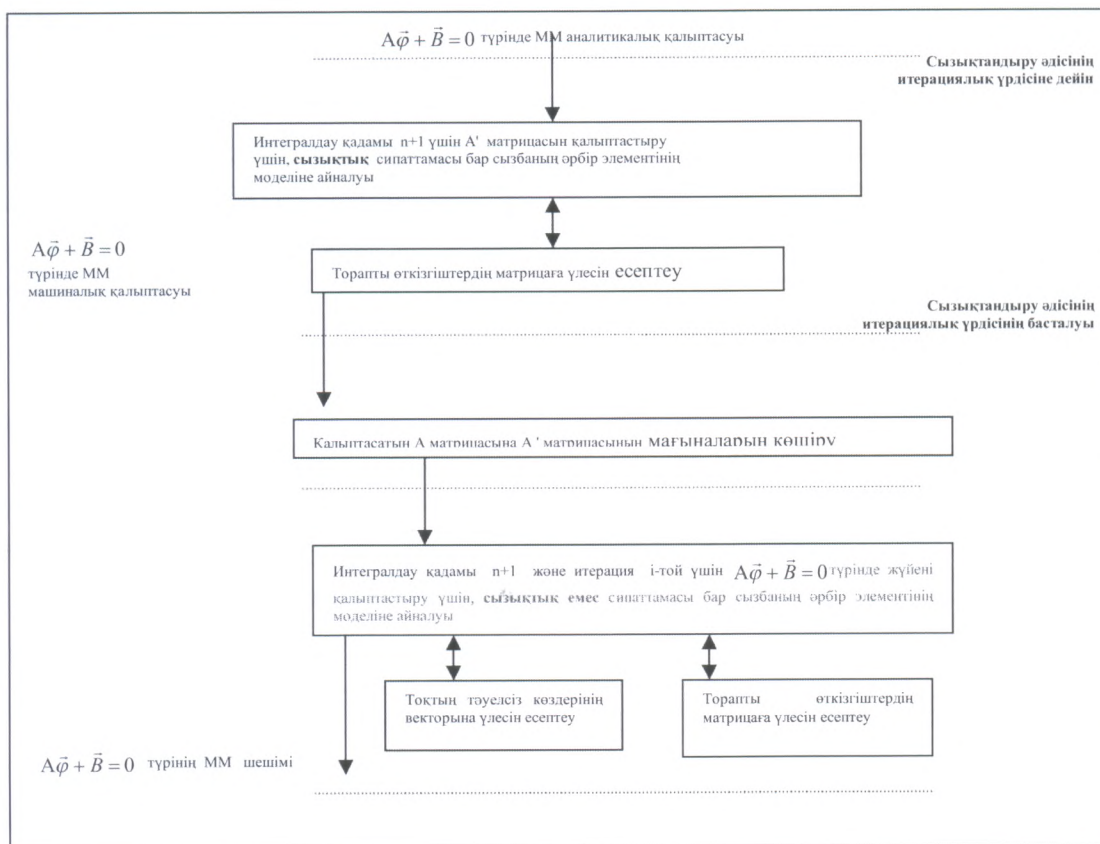 Aφ⃗ + B⃗ = 0 түрінде ММ аналитикалық қалыптасуы
Сызықтандыру әдісінің
итерациялық үрдісіне дейін
Интегралдау қадамы n+1 үшін А' матрицасын қалыптастыру
үшін, сызықтық сипаттамасы бар сызбаның әрбір элементінің
моделіне айналуы
Aφ⃗ + B⃗ = 0
түрінде ММ
машиналық қалыптасуы
Торапты өткізгіштердің матрицаға үлесін есептеу
Сызықтандыру әдісінің
итерациялық үрдісінің басталуы
Қалыптасатын А матрицасына А ' матрицасының мағыналарын көшіру
Интегралдау қадамы n+1 және итерация i-той үшін Aφ⃗ + B⃗ = 0 түрінде жүйені
қалыптастыру үшін, сызықтық емес сипаттамасы бар сызбаның әрбір элементінің
моделіне айналуы
Тоқтың тәуелсіз көздерінің
векторына үлесін есептеу
Торапты өткізгіштердің
матрицаға үлесін есептеу
Aφ⃗ + B⃗ = 0 түрінің ММ шешімі